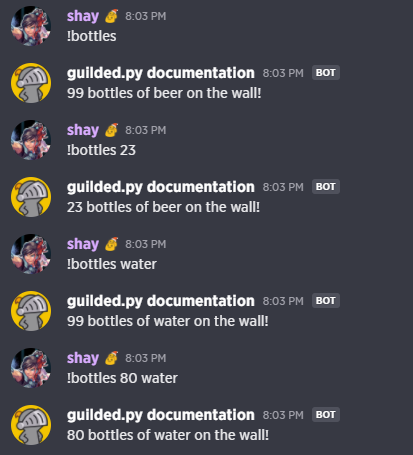 shay 8:03 PM
!bottles
guilded.py documentation 8:03 PM BOT
99 bottles of beer on the wall!
shay 8:03 PM
!bottles 23
guilded.py documentation 8:03 PM BOT
23 bottles of beer on the wall!
shay 8:03 PM
!bottles water
guilded.py documentation 8:03 PM BOT
99 bottles of water on the wall!
shay 8:03 PM
!bottles 80 water
guilded.py documentation 8:03 PM BOT
80 bottles of water on the wall!